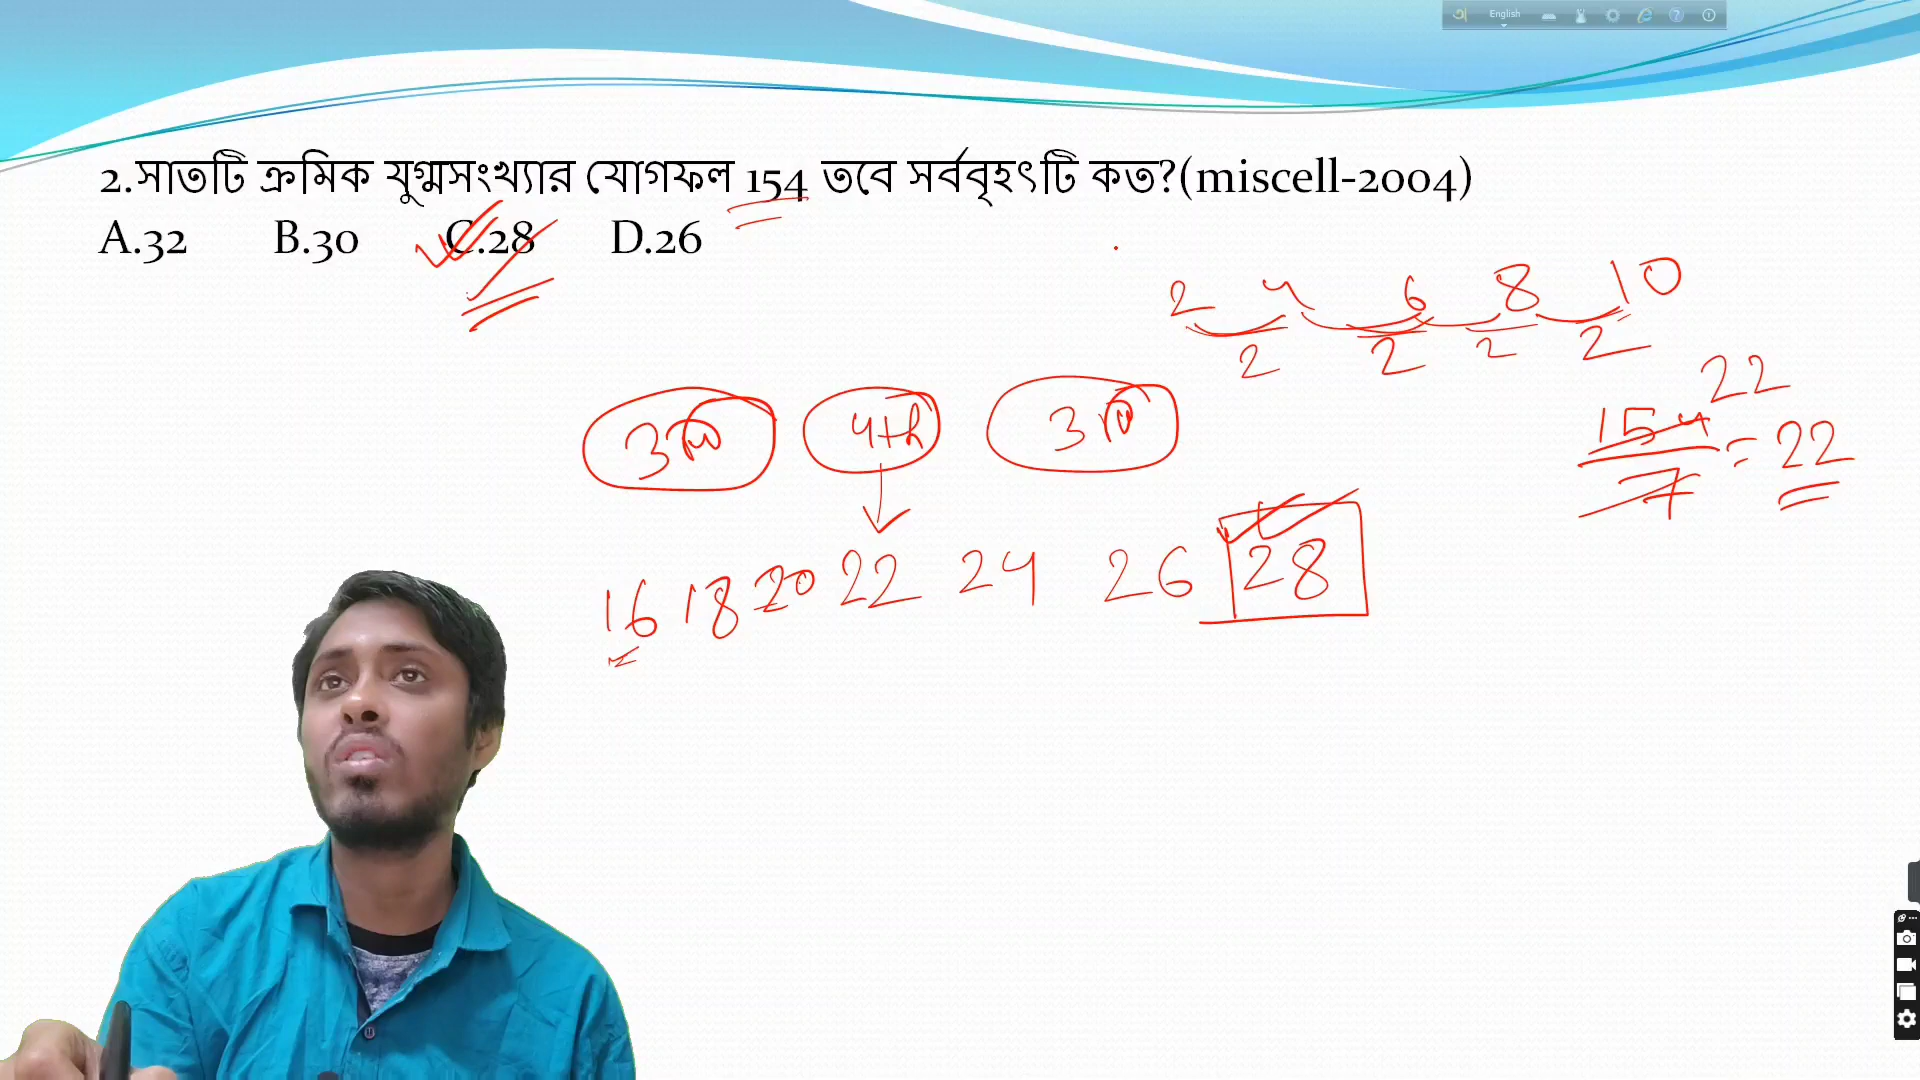 English
2.সাতটি ক্রমিক যুগ্মসংখ্যার যোগফল 154 তবে সর্ববৃহৎটি কত?(miscell-2004)
A.32 B.30 C.28 D.26
2 4 6 8 10
2 2 2 2
22
154
7
= 22
3টি 4th 3টি
16 18 20 22 24 26 28